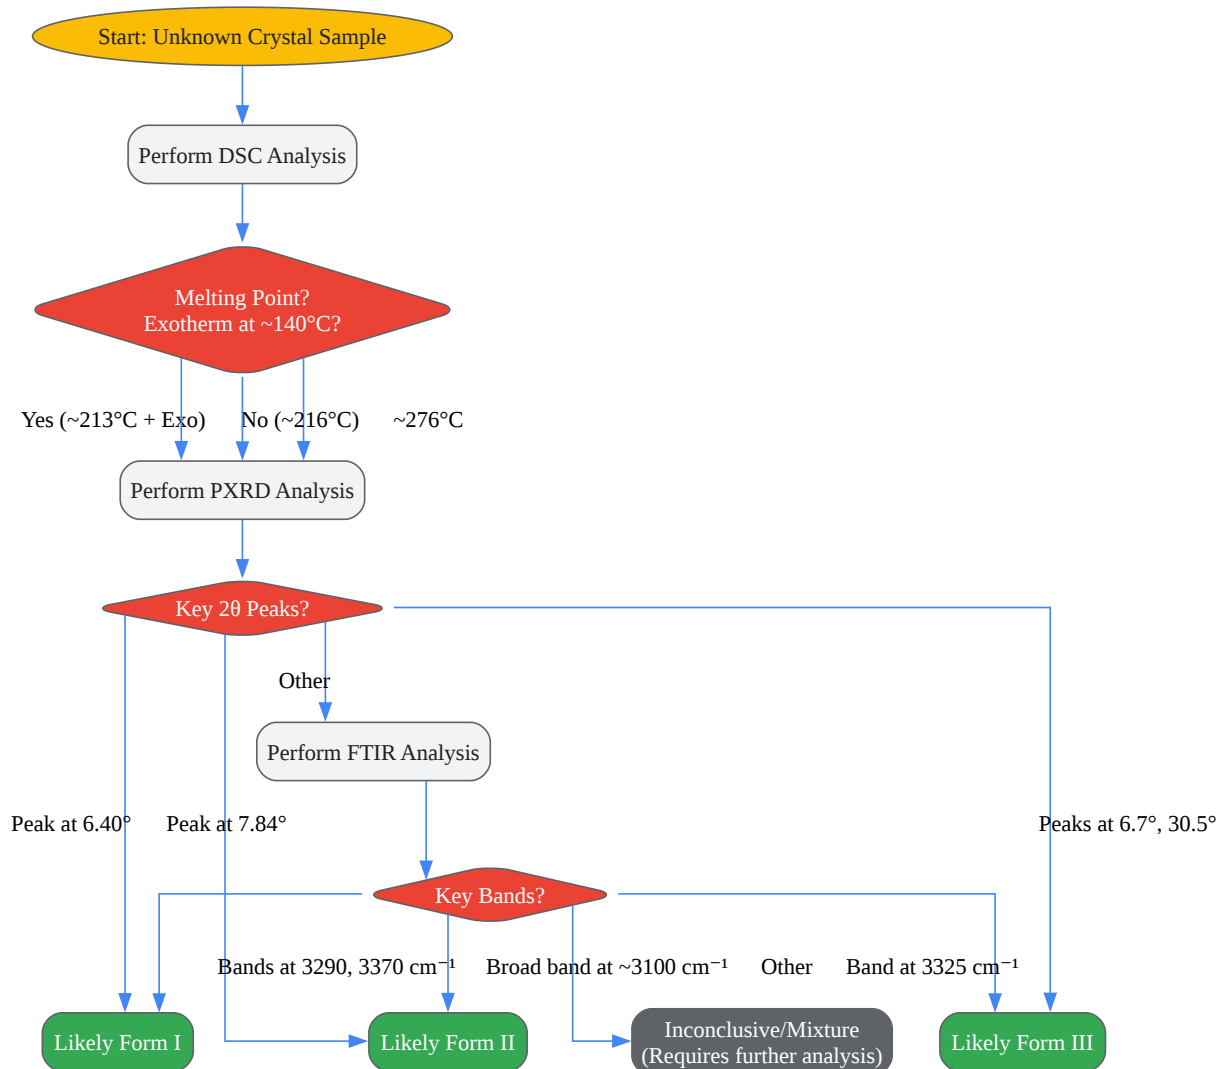 Start: Unknown Crystal Sample
Perform DSC Analysis
Melting Point?
Exotherm at ~140°C?
Yes (~213°C + Exo)
No (~216°C)
~276°C
Perform PXRD Analysis
Key 2θ Peaks?
Other
Perform FTIR Analysis
Peak at 6.40°
Peak at 7.84°
Peaks at 6.7°, 30.5°
Key Bands?
Bands at 3290, 3370 cm⁻¹
Broad band at ~3100 cm⁻¹
Other
Band at 3325 cm⁻¹
Likely Form I
Likely Form II
Inconclusive/Mixture
(Requires further analysis)
Likely Form III